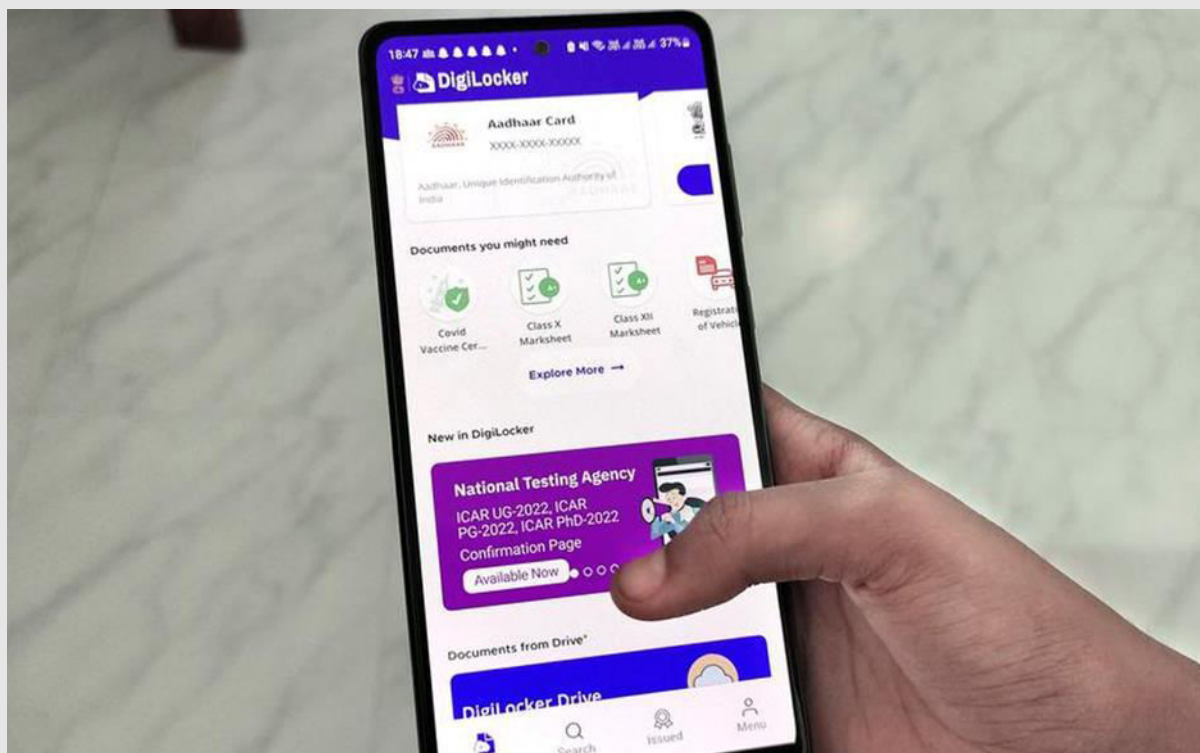 18:47
37%
DigiLocker
Aadhaar Card
XXXX-XXXX-XXXXX
AADHAAR
Aadhaar, Unique Identification Authority of
India
Documents you might need
Covid
Vaccine Cer...
Class X
Marksheet
Class XII
Marksheet
Registrati
of Vehicle
Explore More →
New in DigiLocker
National Testing Agency
ICAR UG-2022, ICAR
PG-2022, ICAR PhD-2022
Confirmation Page
Available Now
Documents from Drive*
DigiLocker Drive
Search
Issued
Menu